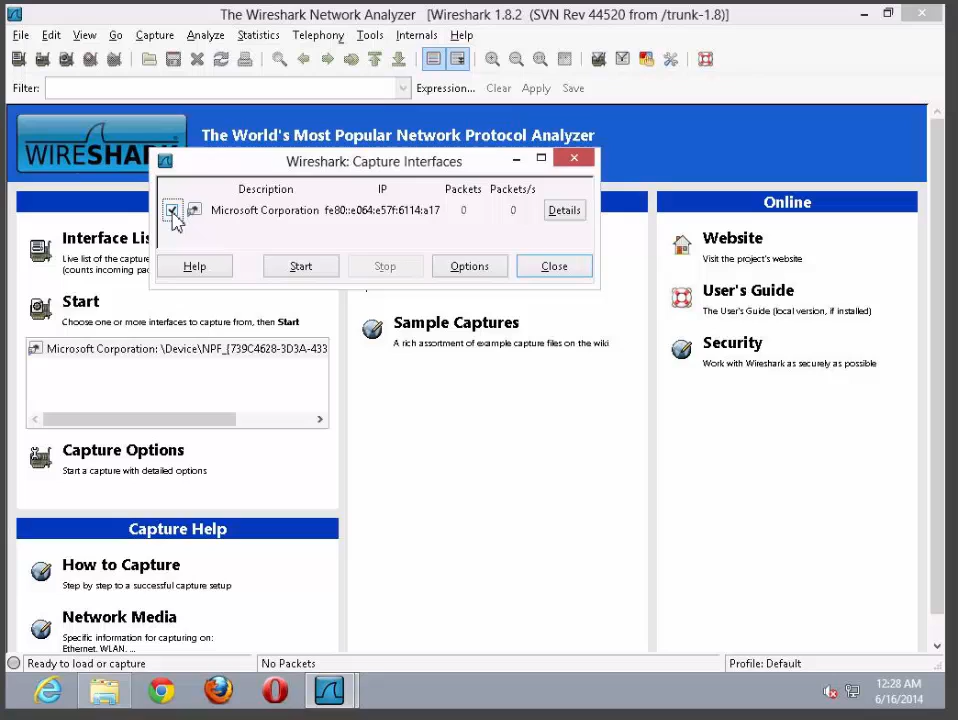 The Wireshark Network Analyzer [Wireshark 1.8.2 (SVN Rev 44520 from /trunk-1.8)]
File Edit View Go Capture Analyze Statistics Telephony Tools Internals Help
Filter: Expression... Clear Apply Save
WIRESHARK The World's Most Popular Network Protocol Analyzer
Wireshark: Capture Interfaces
Description IP Packets Packets/s
Microsoft Corporation fe80::e064:e57f:6114:a17 0 0 Details
Help Start Stop Options Close
Interface Lis
Live list of the capture
(counts incoming pac
Start
Choose one or more interfaces to capture from, then Start
Microsoft Corporation: \Device\NPF_{739C4628-3D3A-433
Capture Options
Start a capture with detailed options
Capture Help
How to Capture
Step by step to a successful capture setup
Network Media
Specific information for capturing on:
Ethernet, WLAN, ...
Sample Captures
A rich assortment of example capture files on the wiki
Online
Website
Visit the project's website
User's Guide
The User's Guide (local version, if installed)
Security
Work with Wireshark as securely as possible
Ready to load or capture No Packets Profile: Default
12:28 AM
6/16/2014